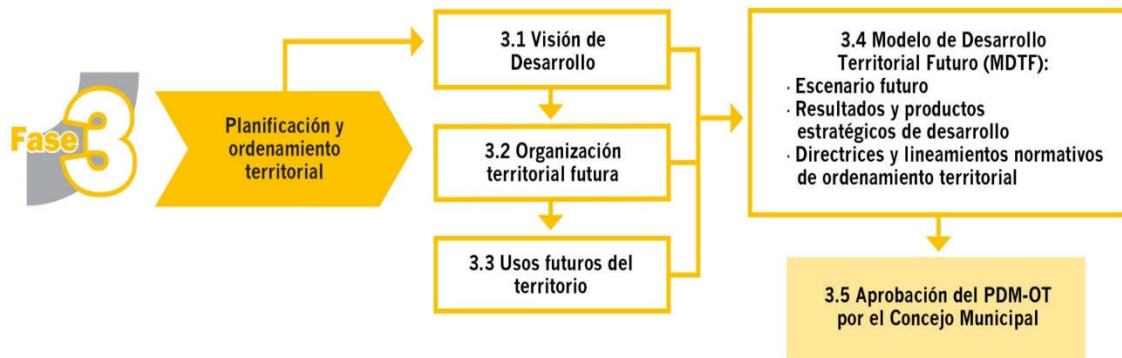 Fase 3
Planificación y
ordenamiento
territorial
3.1 Visión de
Desarrollo
3.2 Organización
territorial futura
3.3 Usos futuros del
territorio
3.4 Modelo de Desarrollo
Territorial Futuro (MDTF):
· Escenario futuro
· Resultados y productos
estratégicos de desarrollo
· Directrices y lineamientos normativos
de ordenamiento territorial
3.5 Aprobación del PDM-OT
por el Concejo Municipal